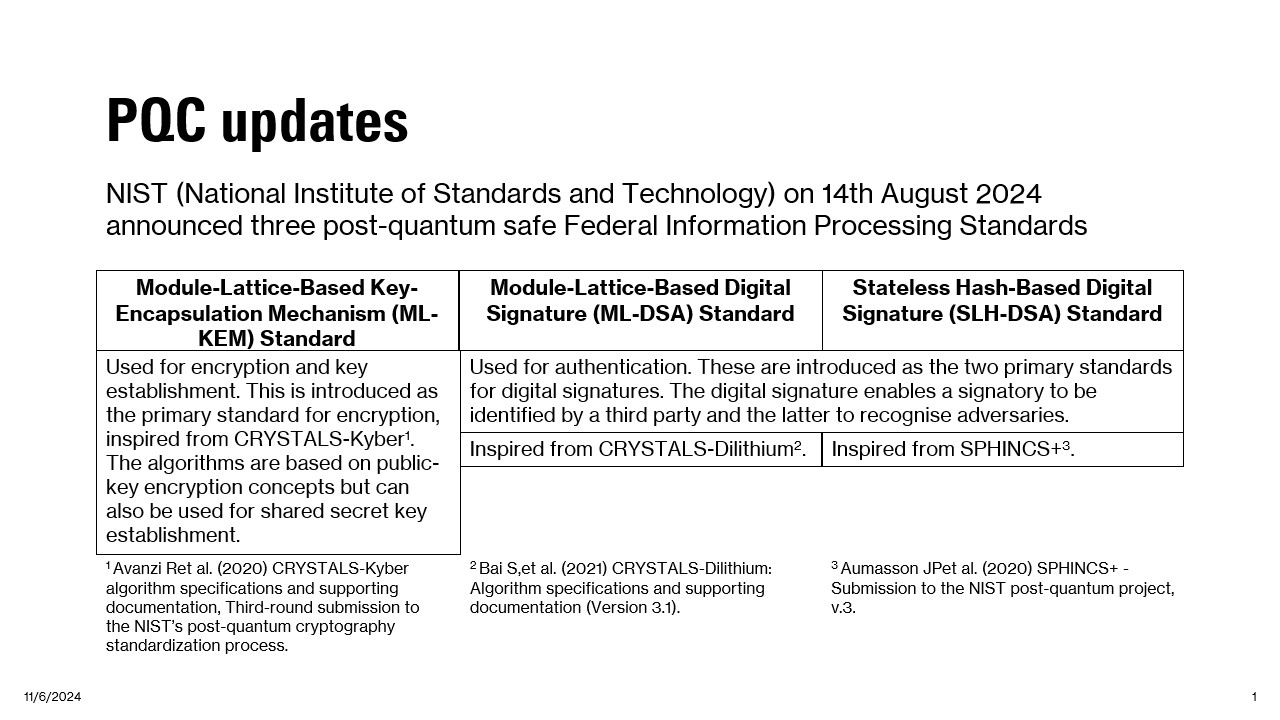 PQC updates
NIST (National Institute of Standards and Technology) on 14th August 2024
announced three post-quantum safe Federal Information Processing Standards
Module-Lattice-Based Key-
Encapsulation Mechanism (ML-
KEM) Standard
Module-Lattice-Based Digital
Signature (ML-DSA) Standard
Stateless Hash-Based Digital
Signature (SLH-DSA) Standard
Used for encryption and key
establishment. This is introduced as
the primary standard for encryption,
inspired from CRYSTALS-Kyber¹.
The algorithms are based on public-
key encryption concepts but can
also be used for shared secret key
establishment.
Used for authentication. These are introduced as the two primary standards
for digital signatures. The digital signature enables a signatory to be
identified by a third party and the latter to recognise adversaries.
Inspired from CRYSTALS-Dilithium².
Inspired from SPHINCS+³.
¹ Avanzi Ret al. (2020) CRYSTALS-Kyber
algorithm specifications and supporting
documentation, Third-round submission to
the NIST’s post-quantum cryptography
standardization process.
² Bai S,et al. (2021) CRYSTALS-Dilithium:
Algorithm specifications and supporting
documentation (Version 3.1).
³ Aumasson JPet al. (2020) SPHINCS+ -
Submission to the NIST post-quantum project,
v.3.
11/6/2024
1